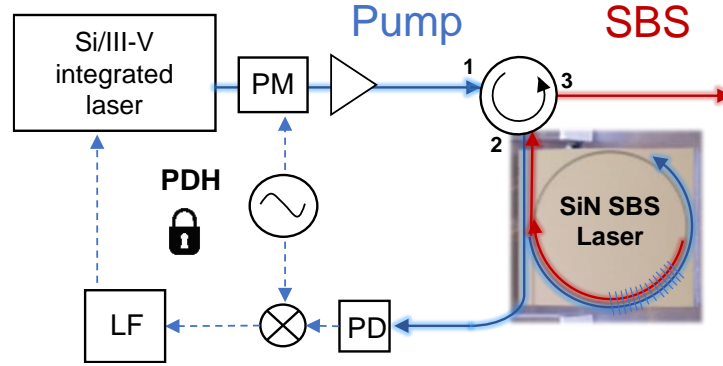 Pump
SBS
Si/III-V
integrated
laser
PM
1
3
2
PDH
SiN SBS
Laser
LF
PD